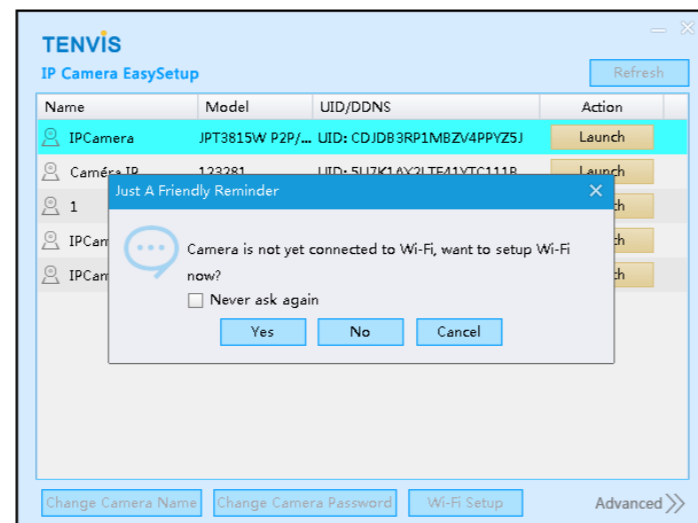 TENVIS
IP Camera EasySetup
Refresh
Name Model UID/DDNS Action
IPCamera JPT3815W P2P/... UID: CDJDB3RP1MBZV4PPYZ5J Launch
Caméra IP 123281 Launch
Just A Friendly Reminder
1
IPCam
Camera is not yet connected to Wi-Fi, want to setup Wi-Fi
now?
IPCam
Never ask again
Yes No Cancel
Change Camera Name Change Camera Password Wi-Fi Setup Advanced